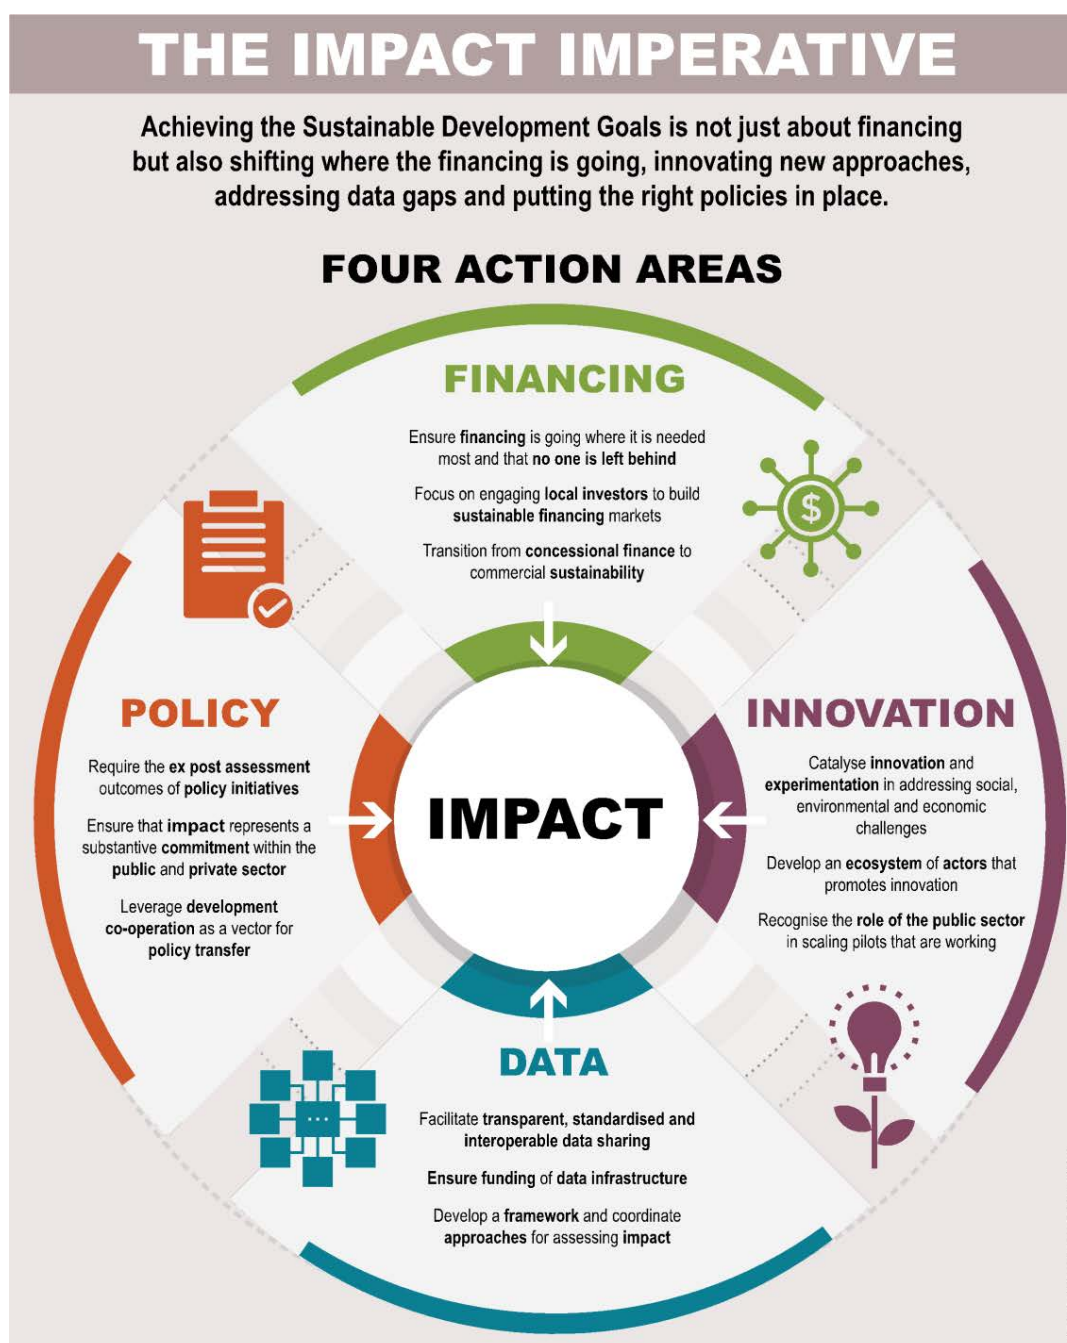 THE IMPACT IMPERATIVE
Achieving the Sustainable Development Goals is not just about financing
but also shifting where the financing is going, innovating new approaches,
addressing data gaps and putting the right policies in place.
FOUR ACTION AREAS
FINANCING
Ensure financing is going where it is needed
most and that no one is left behind
Focus on engaging local investors to build
sustainable financing markets
Transition from concessional finance to
commercial sustainability
$
POLICY
Require the ex post assessment
outcomes of policy initiatives
Ensure that impact represents a
substantive commitment within the
public and private sector
Leverage development
co-operation as a vector for
policy transfer
IMPACT
INNOVATION
Catalyse innovation and
experimentation in addressing social,
environmental and economic
challenges
Develop an ecosystem of actors that
promotes innovation
Recognise the role of the public sector
in scaling pilots that are working
DATA
Facilitate transparent, standardised and
interoperable data sharing
Ensure funding of data infrastructure
Develop a framework and coordinate
approaches for assessing impact